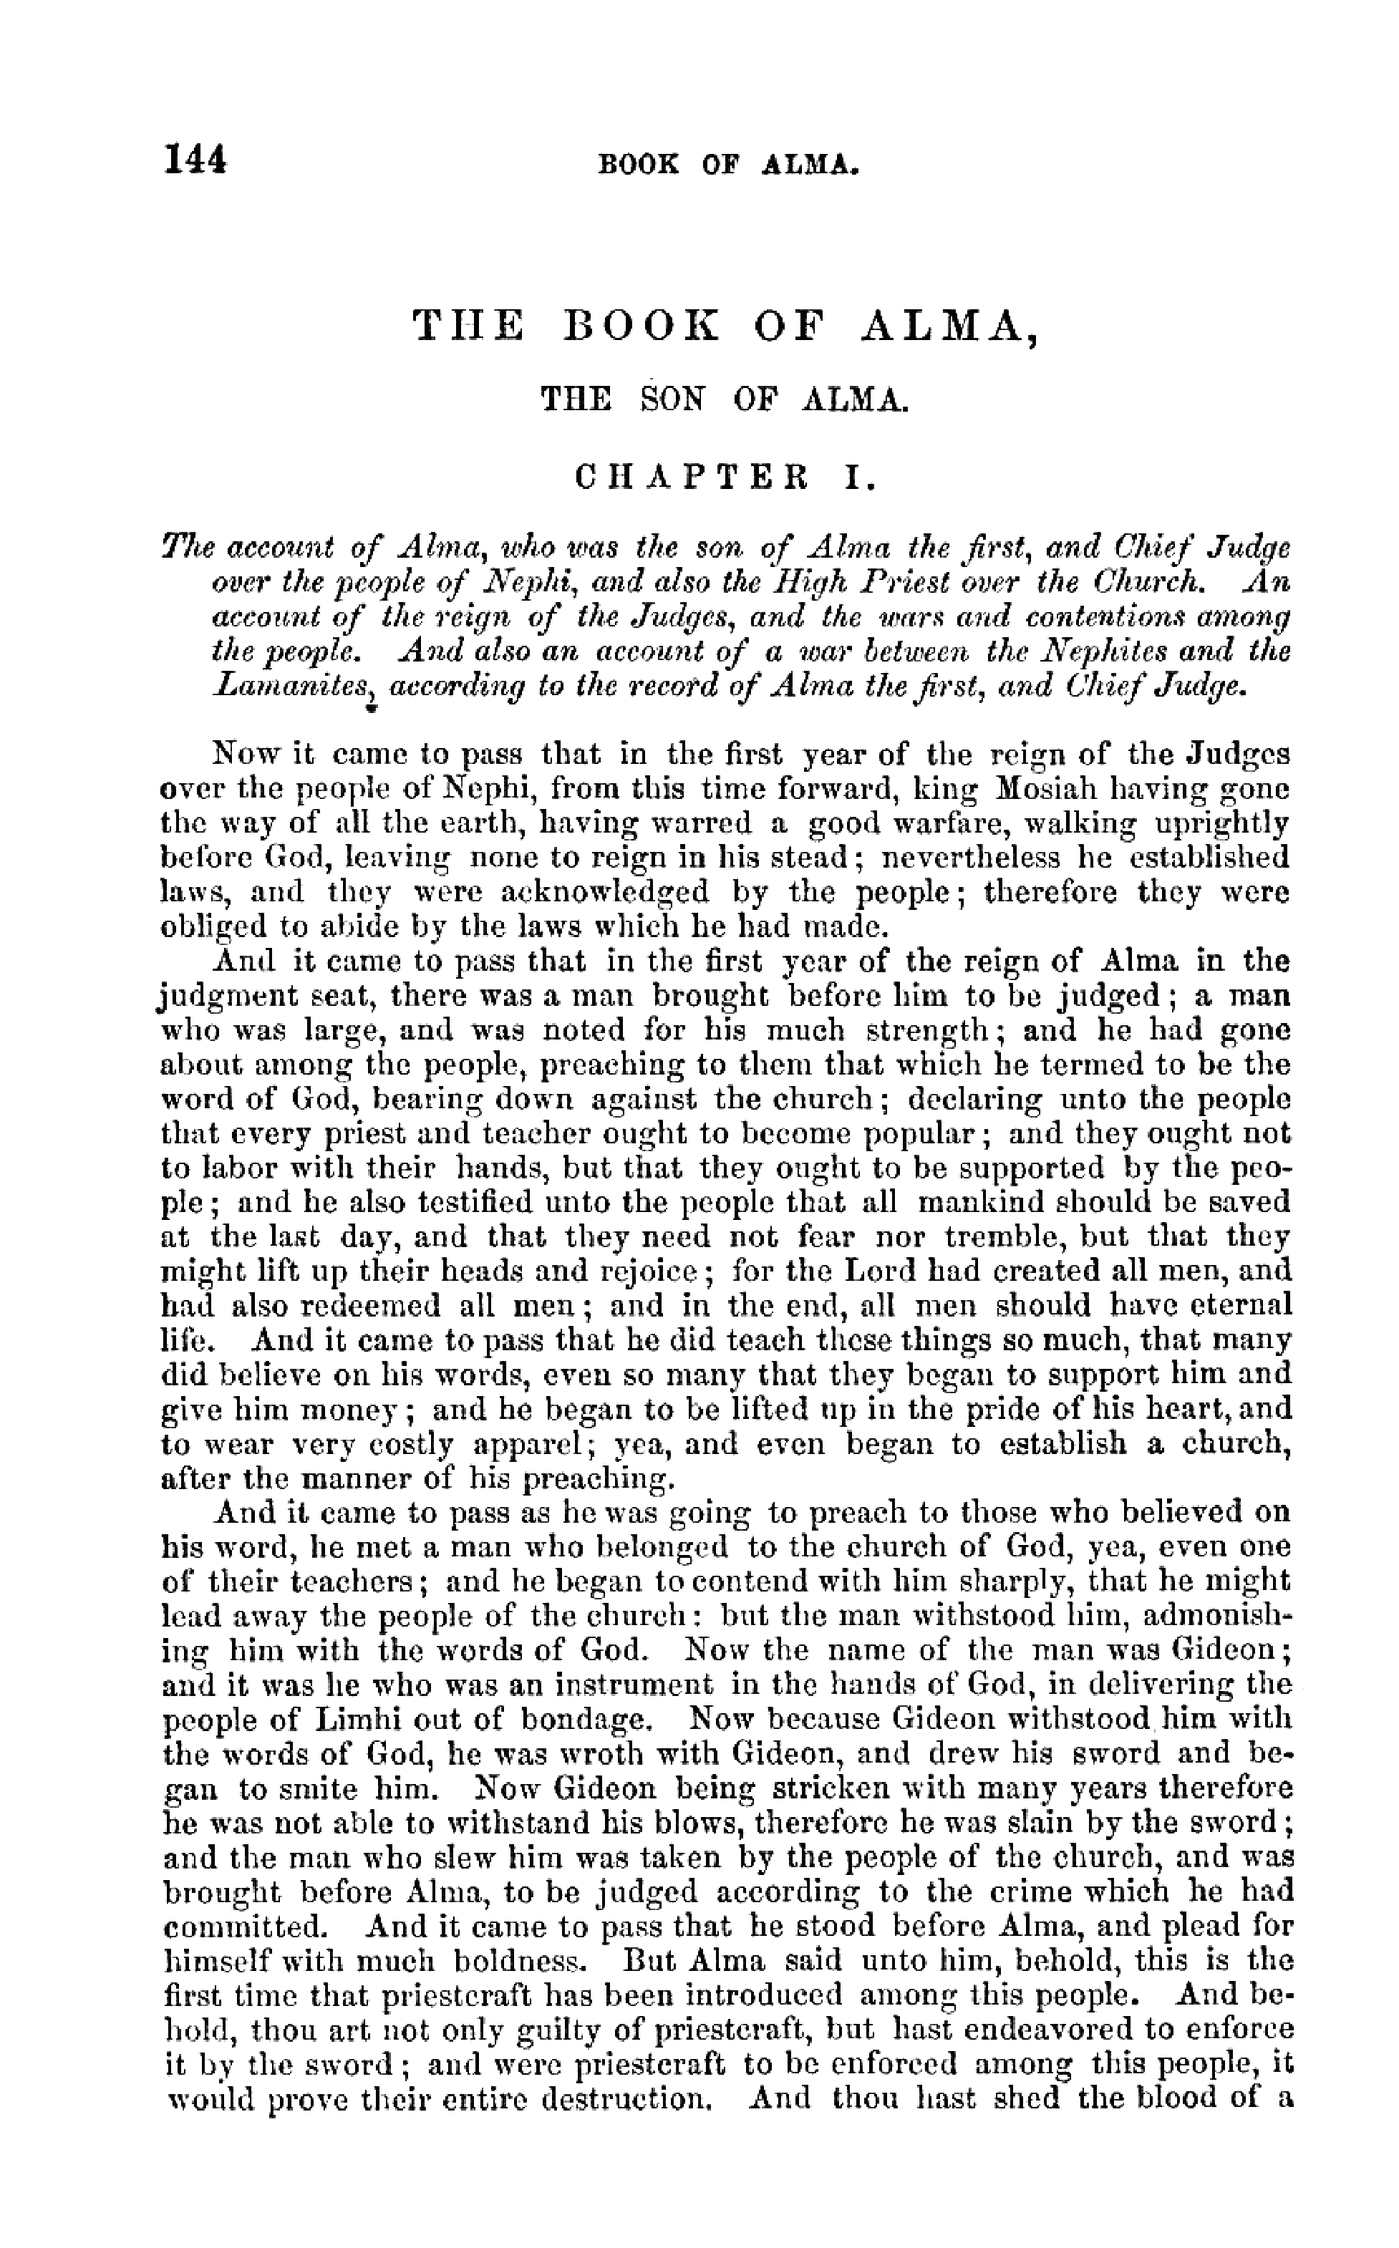 144 BOOK OF ALMA.
THE BOOK OF ALMA,
THE SON OF ALMA.
CHAPTER I.
The account of Alma, who was the son of Alma the first, and Chief Judge
over the people of Nephi, and also the High Priest over the Church. An
account of the reign of the Judges, and the wars and contentions among
the people. And also an account of a war between the Nephites and the
Lamanites, according to the record of Alma the first, and Chief Judge.
Now it came to pass that in the first year of the reign of the Judges
over the people of Nephi, from this time forward, king Mosiah having gone
the way of all the earth, having warred a good warfare, walking uprightly
before God, leaving none to reign in his stead; nevertheless he established
laws, and they were acknowledged by the people; therefore they were
obliged to abide by the laws which he had made.
And it came to pass that in the first year of the reign of Alma in the
judgment seat, there was a man brought before him to be judged; a man
who was large, and was noted for his much strength; and he had gone
about among the people, preaching to them that which he termed to be the
word of God, bearing down against the church; declaring unto the people
that every priest and teacher ought to become popular; and they ought not
to labor with their hands, but that they ought to be supported by the peo-
ple; and he also testified unto the people that all mankind should be saved
at the last day, and that they need not fear nor tremble, but that they
might lift up their heads and rejoice; for the Lord had created all men, and
had also redeemed all men; and in the end, all men should have eternal
life. And it came to pass that he did teach these things so much, that many
did believe on his words, even so many that they began to support him and
give him money; and he began to be lifted up in the pride of his heart, and
to wear very costly apparel; yea, and even began to establish a church,
after the manner of his preaching.
And it came to pass as he was going to preach to those who believed on
his word, he met a man who belonged to the church of God, yea, even one
of their teachers; and he began to contend with him sharply, that he might
lead away the people of the church: but the man withstood him, admonish-
ing him with the words of God. Now the name of the man was Gideon;
and it was he who was an instrument in the hands of God, in delivering the
people of Limhi out of bondage. Now because Gideon withstood him with
the words of God, he was wroth with Gideon, and drew his sword and be-
gan to smite him. Now Gideon being stricken with many years therefore
he was not able to withstand his blows, therefore he was slain by the sword;
and the man who slew him was taken by the people of the church, and was
brought before Alma, to be judged according to the crime which he had
committed. And it came to pass that he stood before Alma, and plead for
himself with much boldness. But Alma said unto him, behold, this is the
first time that priestcraft has been introduced among this people. And be-
hold, thou art not only guilty of priestcraft, but hast endeavored to enforce
it by the sword; and were priestcraft to be enforced among this people, it
would prove their entire destruction. And thou hast shed the blood of a